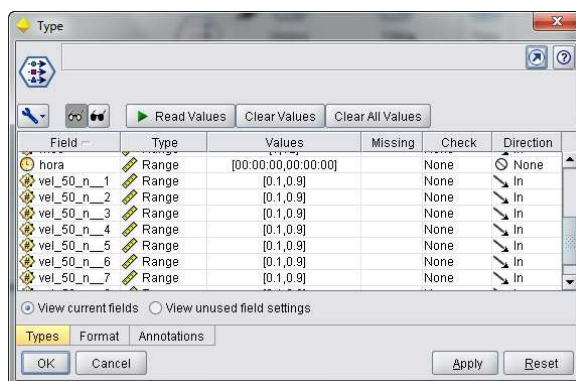 Type
Read Values Clear Values Clear All Values
Field Type Values Missing Check Direction
hora Range [00:00:00,00:00:00] None None
vel_50_n__1 Range [0.1,0.9] None In
vel_50_n__2 Range [0.1,0.9] None In
vel_50_n__3 Range [0.1,0.9] None In
vel_50_n__4 Range [0.1,0.9] None In
vel_50_n__5 Range [0.1,0.9] None In
vel_50_n__6 Range [0.1,0.9] None In
vel_50_n__7 Range [0.1,0.9] None In
View current fields View unused field settings
Types Format Annotations
OK Cancel Apply Reset